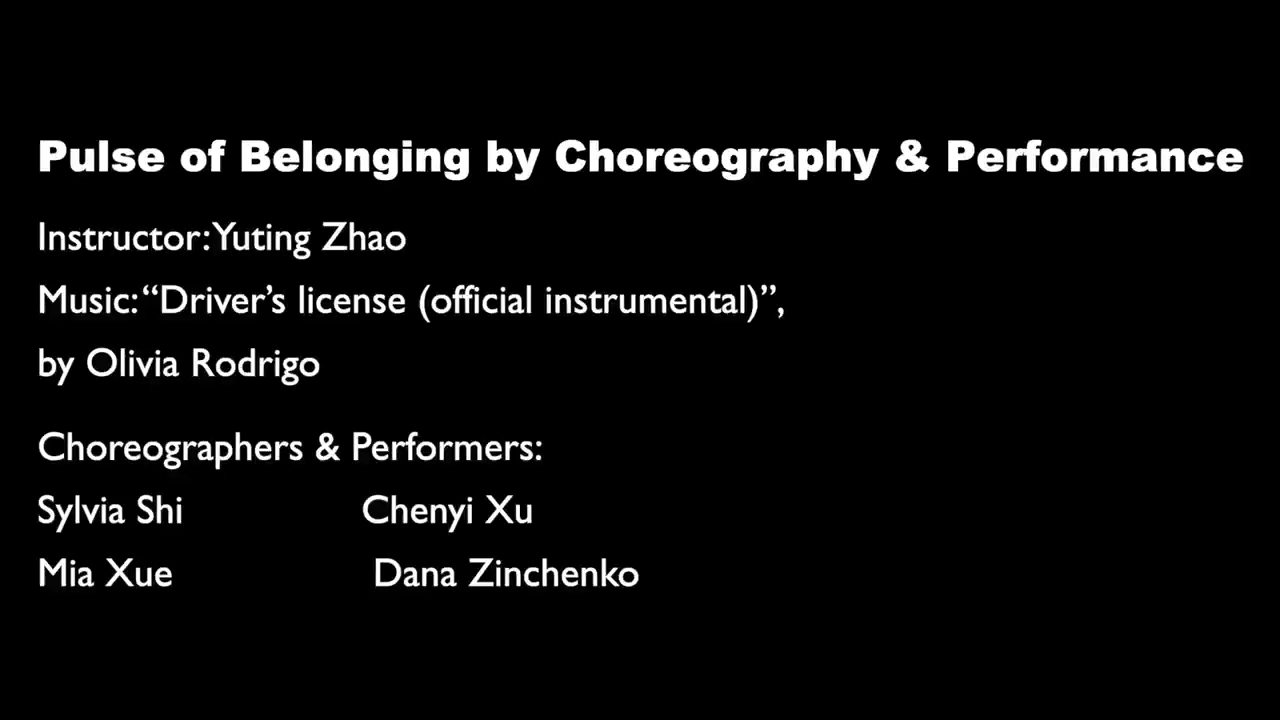 Pulse of Belonging by Choreography & Performance
Instructor: Yuting Zhao
Music: “Driver’s license (official instrumental)”,
by Olivia Rodrigo
Choreographers & Performers:
Sylvia Shi Chenyi Xu
Mia Xue Dana Zinchenko